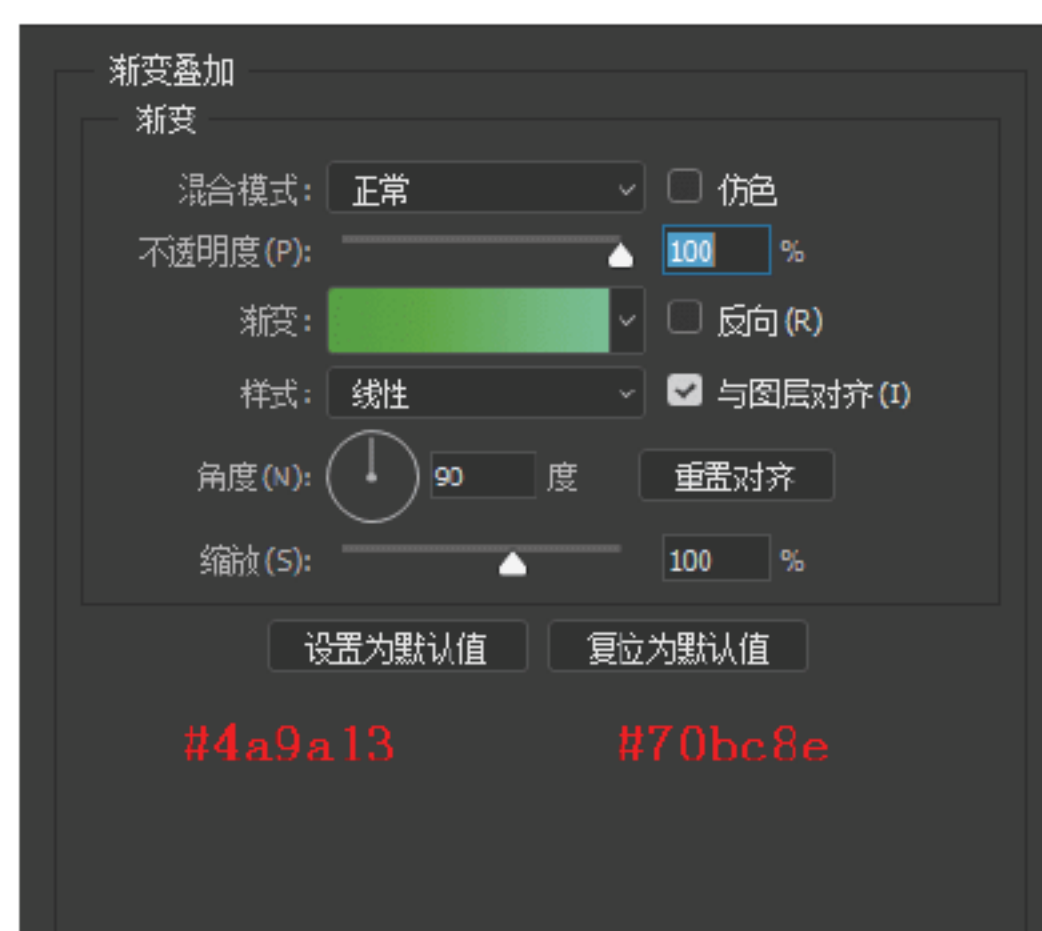 渐变叠加
渐变
混合模式: 正常 仿色
不透明度(P): 100 %
渐变: 反向(R)
样式: 线性 与图层对齐(I)
角度(N): 90 度 重置对齐
缩放(S): 100 %
设置为默认值 复位为默认值
#4a9a13 #70bc8e